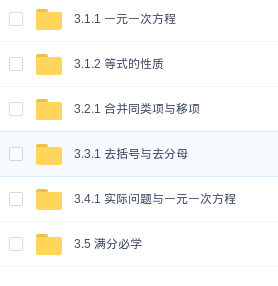 3.1.1 一元一次方程
3.1.2 等式的性质
3.2.1 合并同类项与移项
3.3.1 去括号与去分母
3.4.1 实际问题与一元一次方程
3.5 满分必学